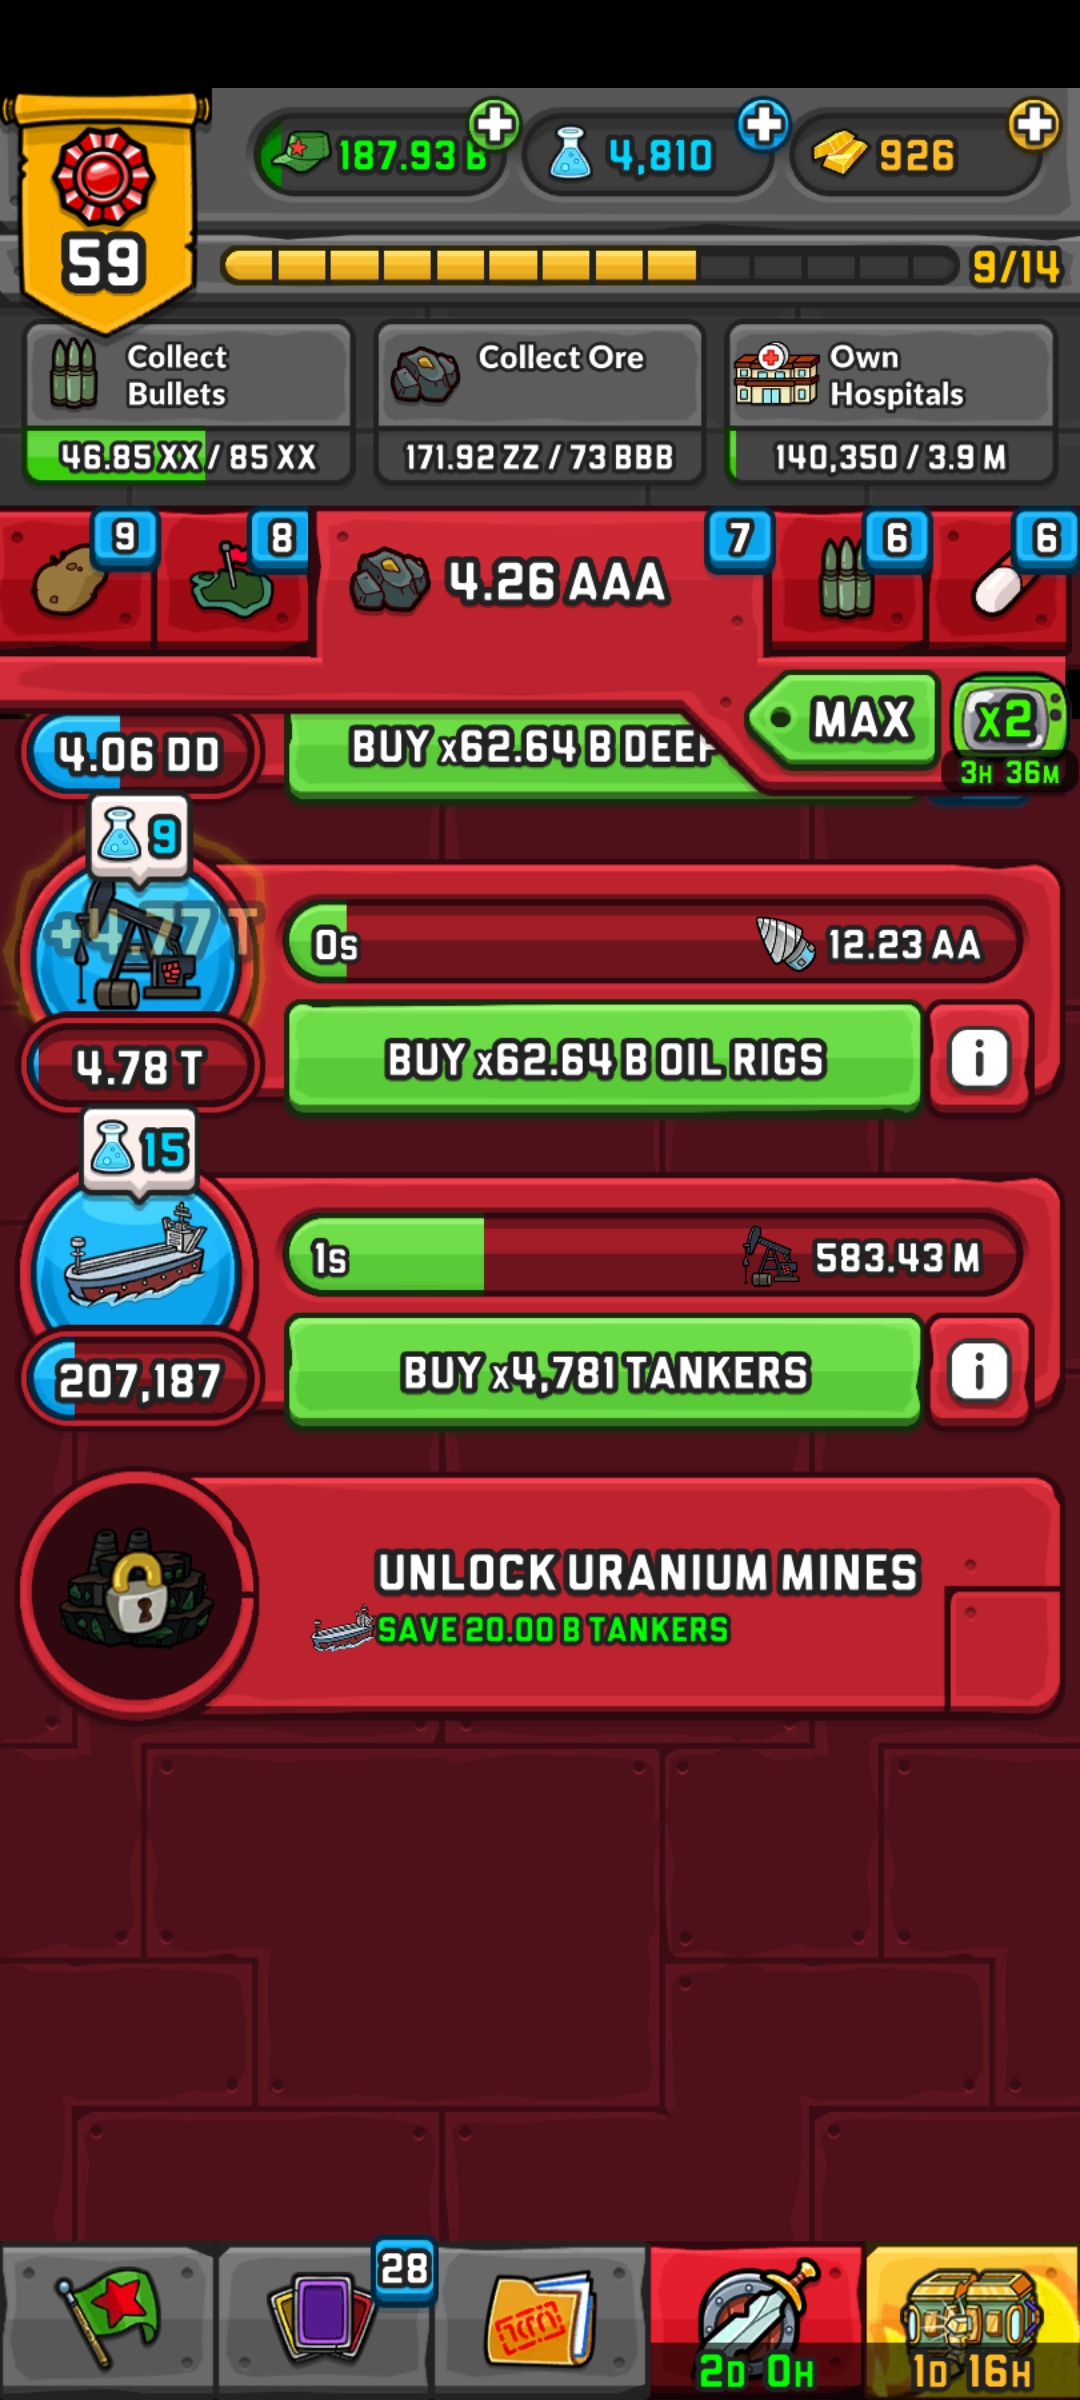 59
187.93 B
4,810
926
9/14
Collect Bullets
46.85 XX / 85 XX
Collect Ore
171.92 ZZ / 73 BBB
Own Hospitals
140,350 / 3.9 M
9
8
4.26 AAA
7
6
6
MAX
x2
3H 36M
4.06 DD
BUY x62.64 B DEEP
9
+4.77 T
0s
12.23 AA
4.78 T
BUY x62.64 B OIL RIGS
i
15
1s
583.43 M
207,187
BUY x4,781 TANKERS
i
UNLOCK URANIUM MINES
SAVE 20.00 B TANKERS
28
2D 0H
1D 16H